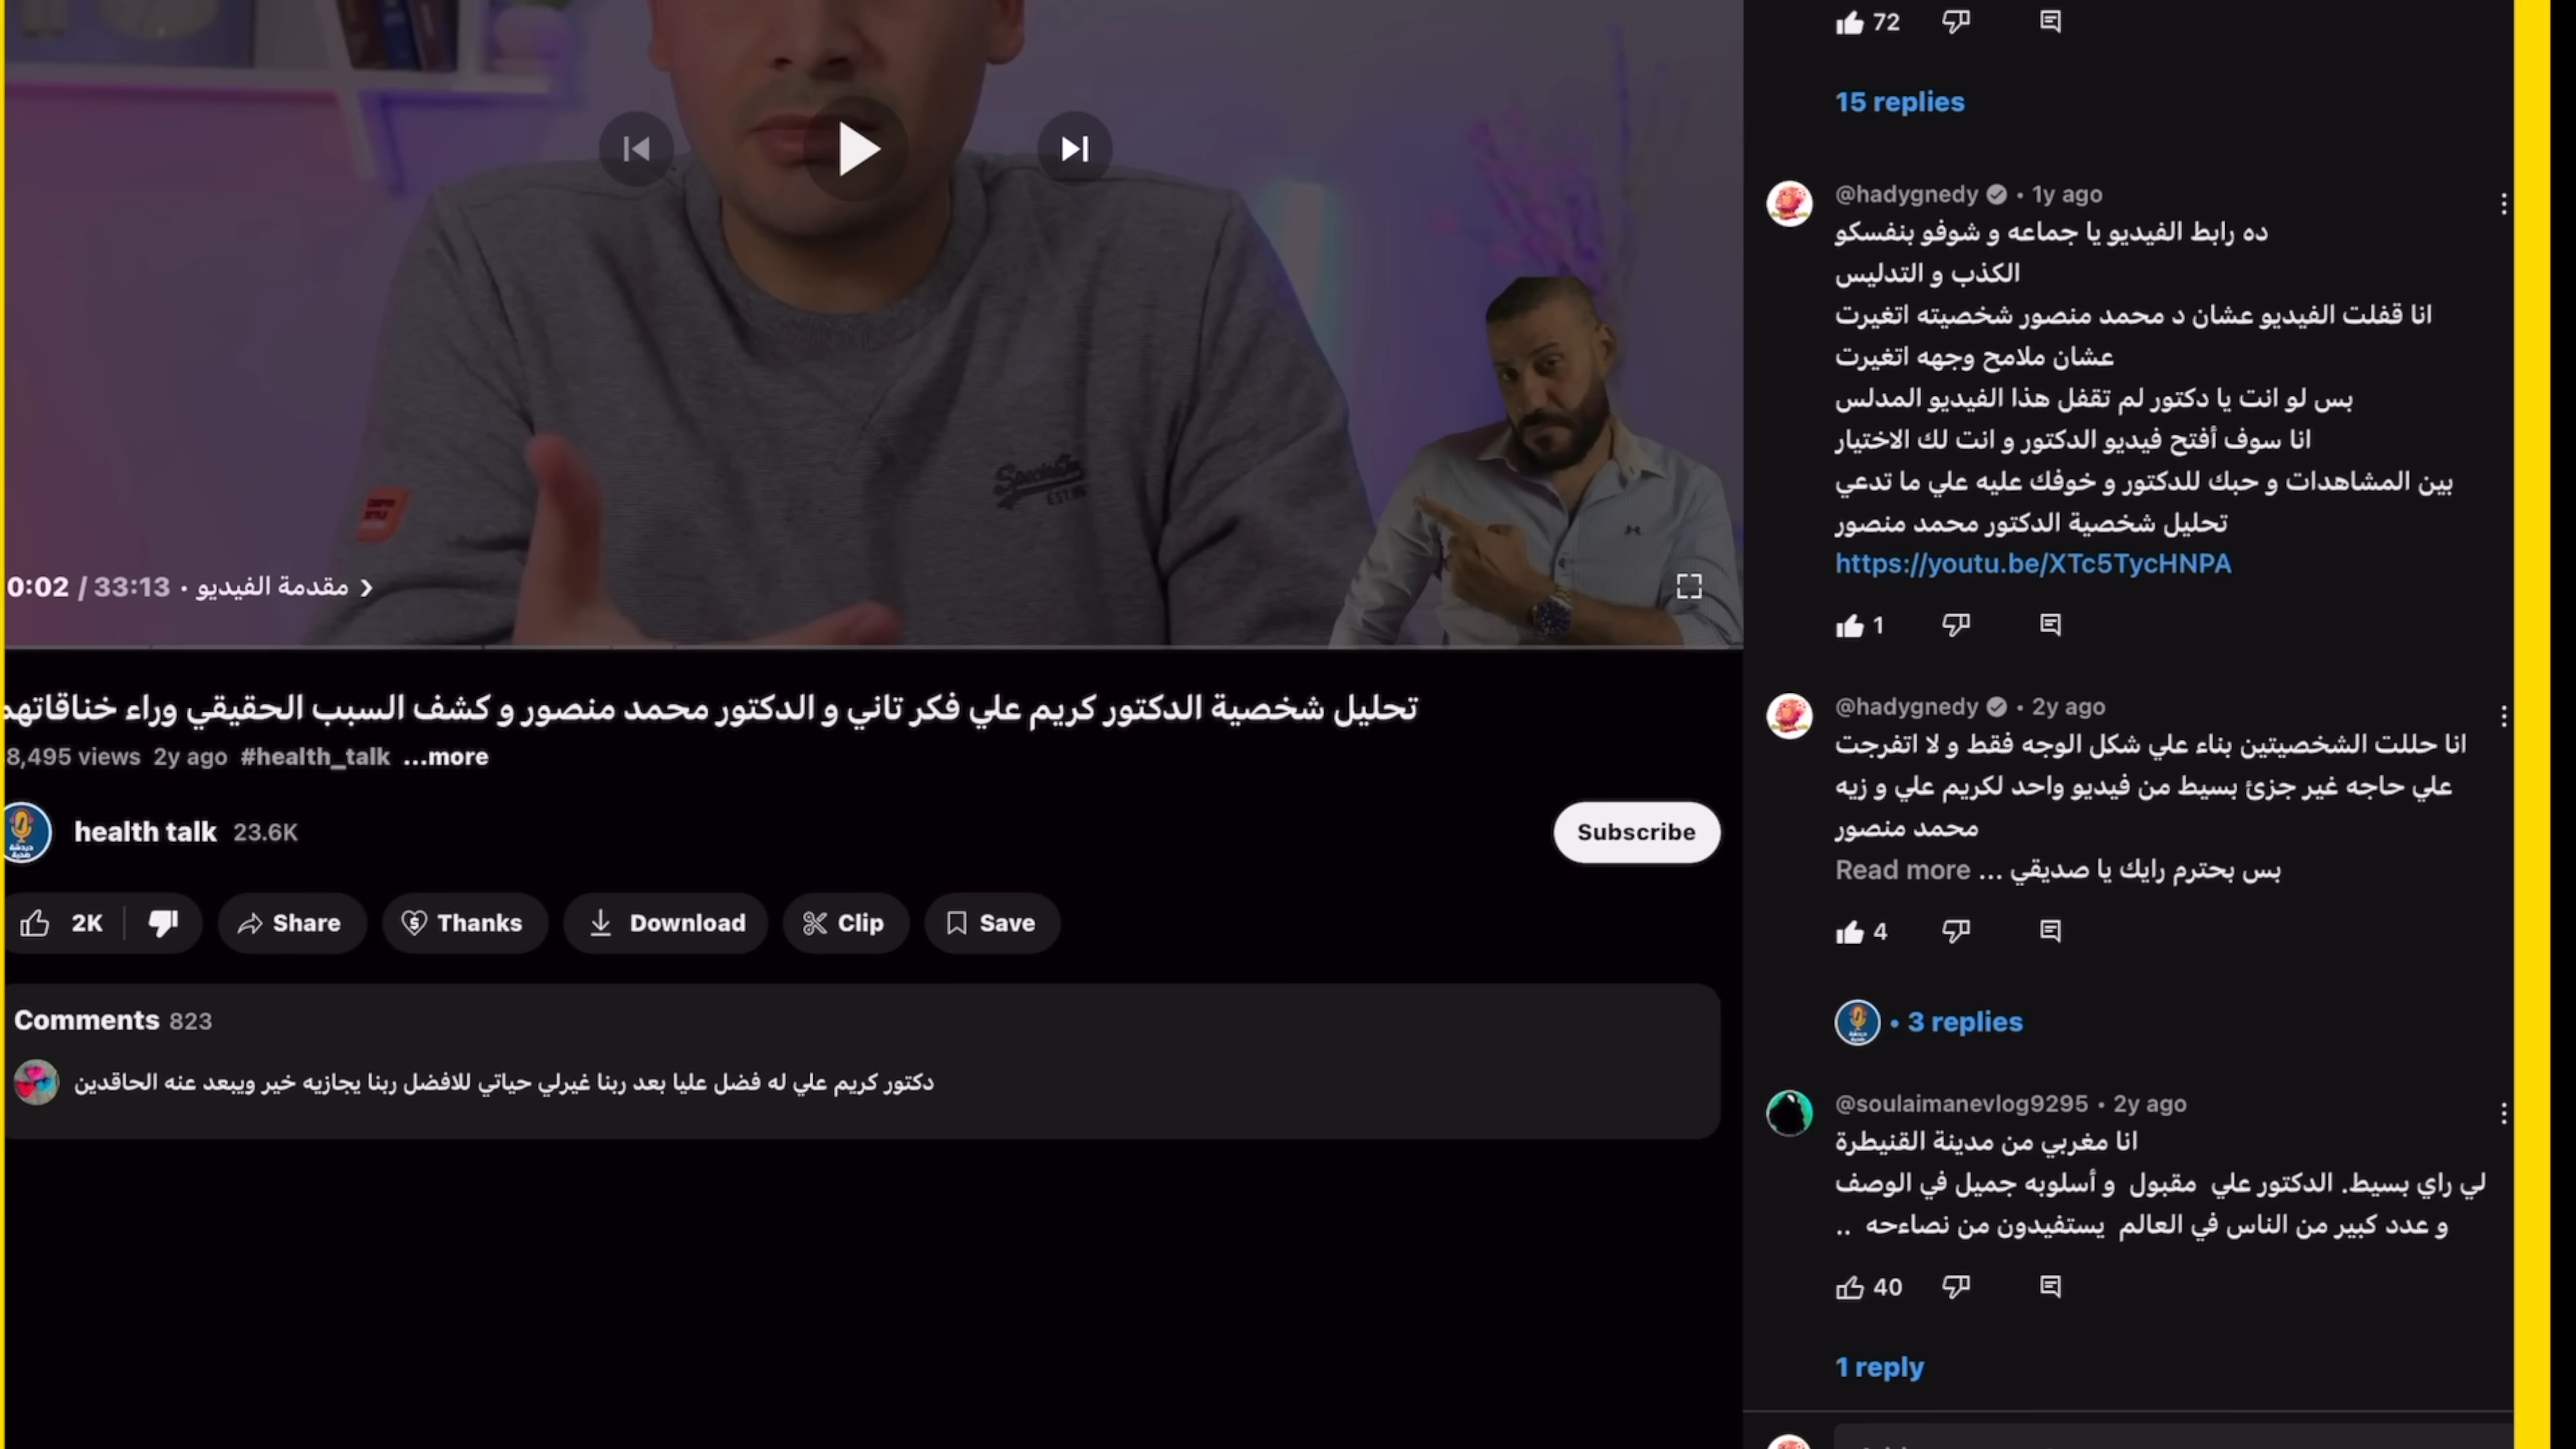 Superdry
EST.
0:02 / 33:13 · مقدمة الفيديو
تحليل شخصية الدكتور كريم علي فكر تاني و الدكتور محمد منصور و كشف السبب الحقيقي وراء خناقاتهم
8,495 views 2y ago #health_talk ...more
دردشة
صحية
health talk 23.6K
Subscribe
2K
Share
Thanks
Download
Clip
Save
Comments 823
دكتور كريم علي له فضل عليا بعد ربنا غيرلي حياتي للافضل ربنا يجازيه خير ويبعد عنه الحاقدين
72
15 replies
@hadygnedy • 1y ago
ده رابط الفيديو يا جماعه و شوفو بنفسكو
الكذب و التدليس
انا قفلت الفيديو عشان د محمد منصور شخصيته اتغيرت
عشان ملامح وجهه اتغيرت
بس لو انت يا دكتور لم تقفل هذا الفيديو المدلس
انا سوف أفتح فيديو الدكتور و انت لك الاختيار
بين المشاهدات و حبك للدكتور و خوفك عليه علي ما تدعي
تحليل شخصية الدكتور محمد منصور
https://youtu.be/XTc5TycHNPA
1
@hadygnedy • 2y ago
انا حللت الشخصيتين بناء علي شكل الوجه فقط و لا اتفرجت
علي حاجه غير جزئ بسيط من فيديو واحد لكريم علي و زيه
محمد منصور
بس بحترم رايك يا صديقي ... Read more
4
• 3 replies
@soulaimanevlog9295 • 2y ago
انا مغربي من مدينة القنيطرة
لي راي بسيط. الدكتور علي مقبول و أسلوبه جميل في الوصف
و عدد كبير من الناس في العالم يستفيدون من نصاءحه ..
40
1 reply